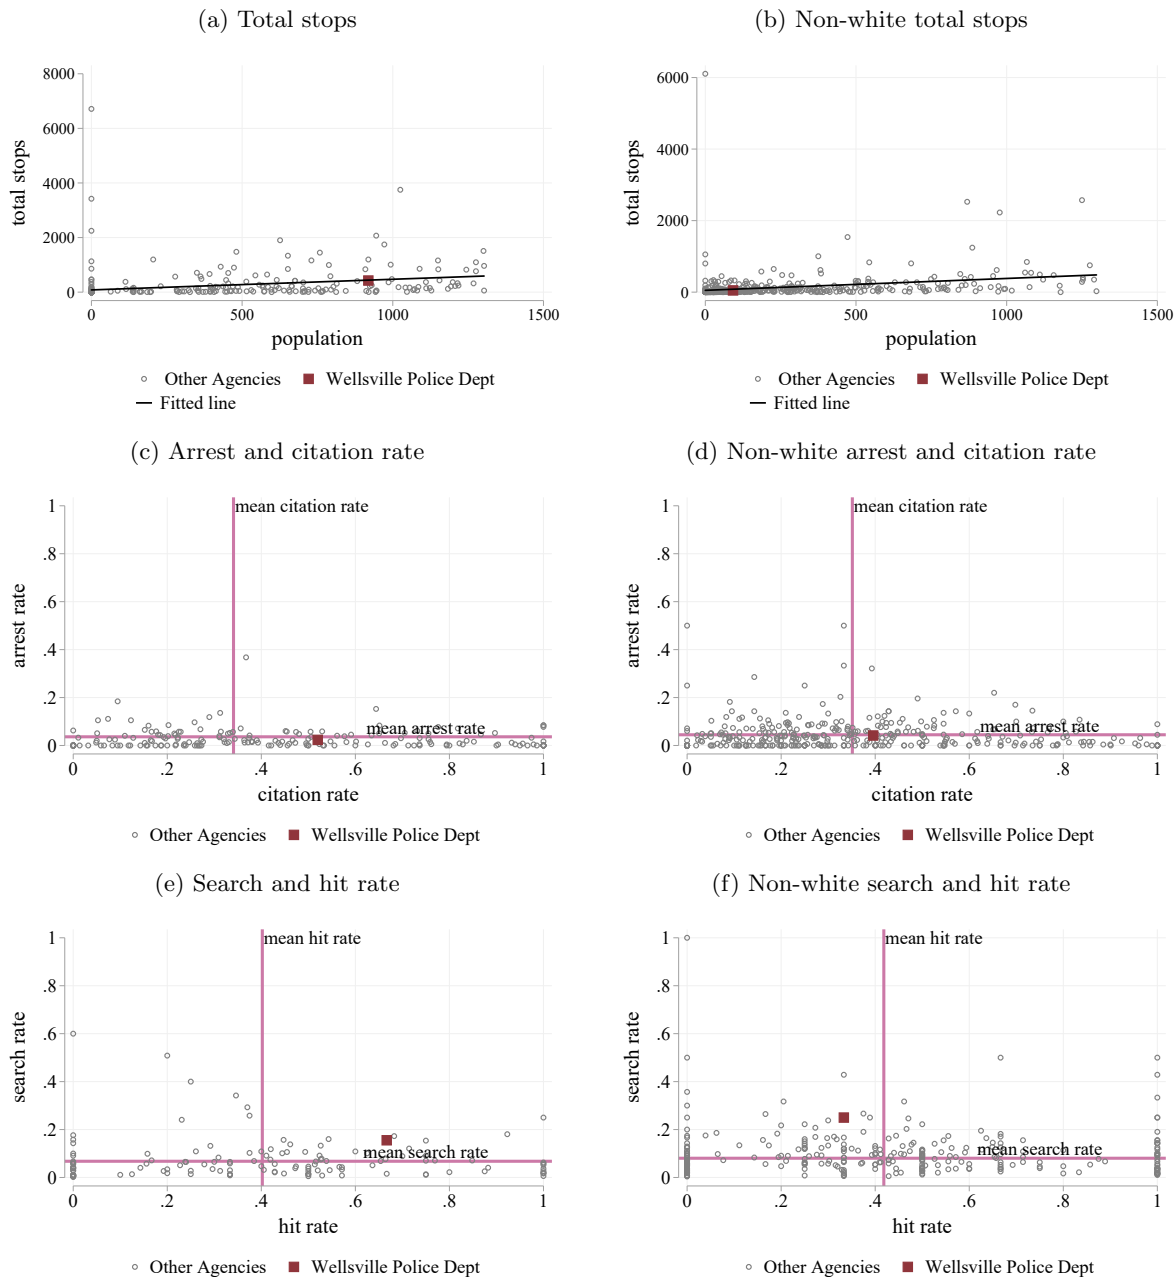 (a) Total stops
(b) Non-white total stops
8000
6000
4000
2000
0
total stops
0 500 1000 1500
population
Other Agencies Wellsville Police Dept
Fitted line
6000
4000
2000
0
total stops
0 500 1000 1500
population
Other Agencies Wellsville Police Dept
Fitted line
(c) Arrest and citation rate
(d) Non-white arrest and citation rate
1
.8
.6
.4
.2
0
arrest rate
mean citation rate
mean arrest rate
0 .2 .4 .6 .8 1
citation rate
Other Agencies Wellsville Police Dept
1
.8
.6
.4
.2
0
arrest rate
mean citation rate
mean arrest rate
0 .2 .4 .6 .8 1
citation rate
Other Agencies Wellsville Police Dept
(e) Search and hit rate
(f) Non-white search and hit rate
1
.8
.6
.4
.2
0
search rate
mean hit rate
mean search rate
0 .2 .4 .6 .8 1
hit rate
Other Agencies Wellsville Police Dept
1
.8
.6
.4
.2
0
search rate
mean hit rate
mean search rate
0 .2 .4 .6 .8 1
hit rate
Other Agencies Wellsville Police Dept